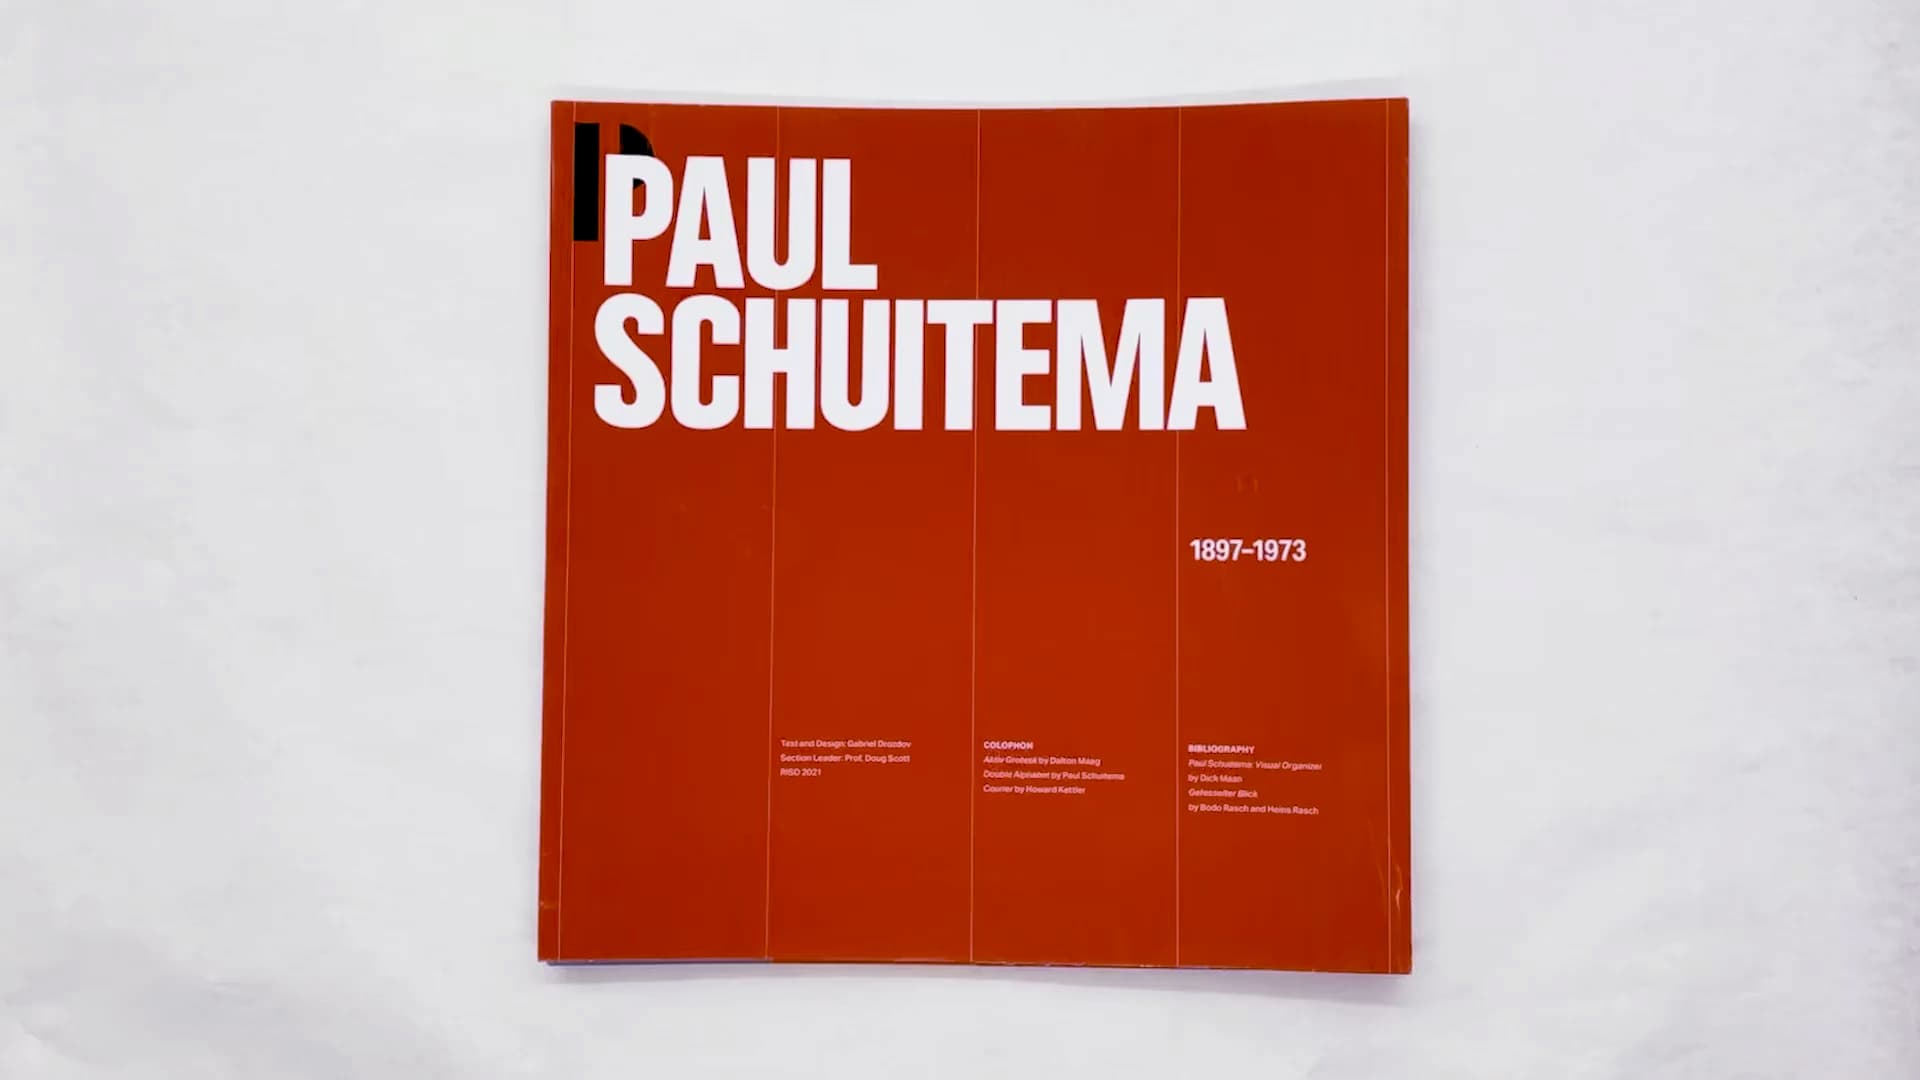 P
PAUL
SCHUITEMA
1897–1973
Text and Design: Gabriel Drozdov
Section Leader: Prof. Doug Scott
RISD 2021
COLOPHON
Aktiv Grotesk by Dalton Maag
Double Alphabet by Paul Schuitema
Courier by Howard Kettler
BIBLIOGRAPHY
Paul Schuitema: Visual Organizer
by Dick Maan
Gefesselter Blick
by Bodo Rasch and Heinz Rasch